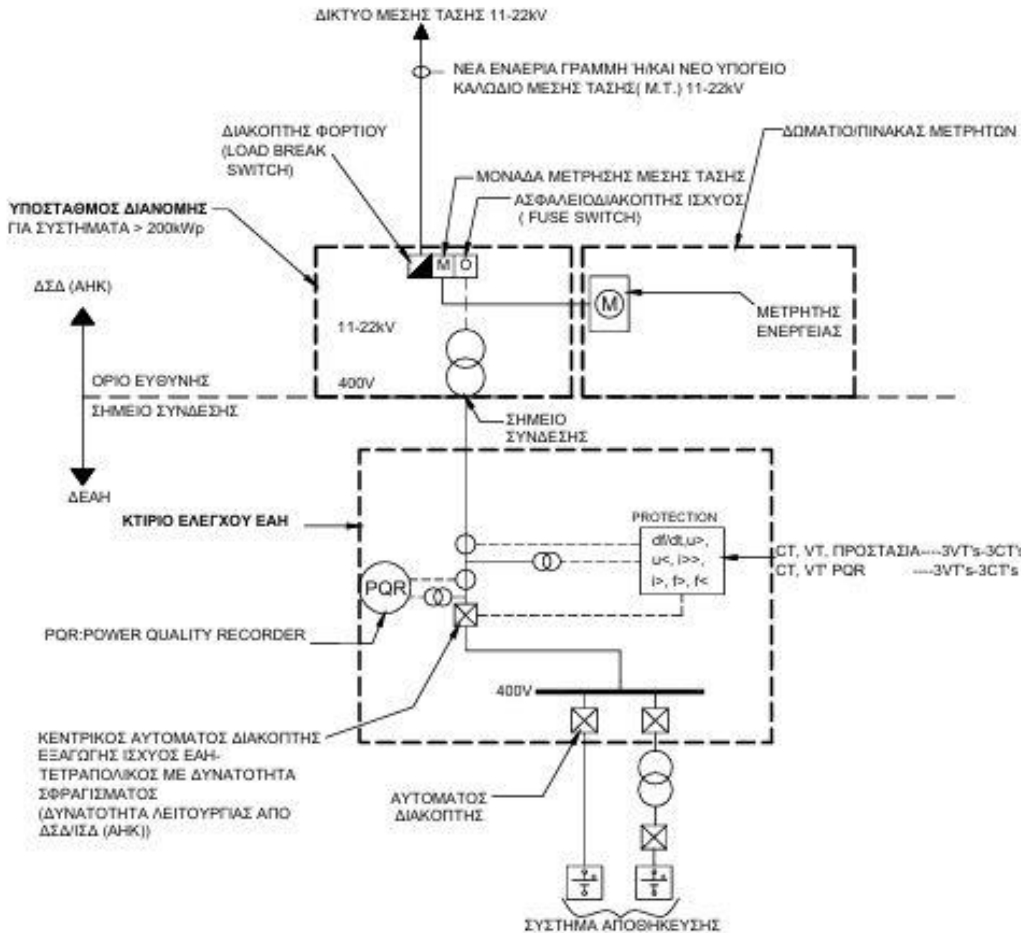 ΔΙΚΤΥΟ ΜΕΣΗΣ ΤΑΣΗΣ 11-22kV
ΝΕΑ ΕΝΑΕΡΙΑ ΓΡΑΜΜΗ Ή/ΚΑΙ ΝΕΟ ΥΠΟΓΕΙΟ
ΚΑΛΩΔΙΟ ΜΕΣΗΣ ΤΑΣΗΣ( Μ.Τ.) 11-22kV
ΔΙΑΚΟΠΤΗΣ ΦΟΡΤΙΟΥ
(LOAD BREAK
SWITCH)
ΔΩΜΑΤΙΟ/ΠΙΝΑΚΑΣ ΜΕΤΡΗΤΩΝ
ΜΟΝΑΔΑ ΜΕΤΡΗΣΗΣ ΜΕΣΗΣ ΤΑΣΗΣ
ΑΣΦΑΛΕΙΟΔΙΑΚΟΠΤΗΣ ΙΣΧΥΟΣ
( FUSE SWITCH)
ΥΠΟΣΤΑΘΜΟΣ ΔΙΑΝΟΜΗΣ
ΓΙΑ ΣΥΣΤΗΜΑΤΑ > 200kWp
M O
ΔΣΔ (ΑΗΚ)
M
ΜΕΤΡΗΤΗΣ
ΕΝΕΡΓΕΙΑΣ
11-22kV
400V
ΟΡΙΟ ΕΥΘΥΝΗΣ
ΣΗΜΕΙΟ ΣΥΝΔΕΣΗΣ
ΣΗΜΕΙΟ
ΣΥΝΔΕΣΗΣ
ΔΕΑΗ
ΚΤΙΡΙΟ ΕΛΕΓΧΟΥ ΕΑΗ
PROTECTION
df/dt,u>,
u<, i>>,
i>, f>, f<
CT, VT, ΠΡΟΣΤΑΣΙΑ----3VT's-3CT's
CT, VT' PQR ----3VT's-3CT's
PQR
PQR:POWER QUALITY RECORDER
400V
ΚΕΝΤΡΙΚΟΣ ΑΥΤΟΜΑΤΟΣ ΔΙΑΚΟΠΤΗΣ
ΕΞΑΓΩΓΗΣ ΙΣΧΥΟΣ ΕΑΗ-
ΤΕΤΡΑΠΟΛΙΚΟΣ ΜΕ ΔΥΝΑΤΟΤΗΤΑ
ΣΦΡΑΓΙΣΜΑΤΟΣ
(ΔΥΝΑΤΟΤΗΤΑ ΛΕΙΤΟΥΡΓΙΑΣ ΑΠΟ
ΔΣΔ/ΙΣΔ (ΑΗΚ))
ΑΥΤΟΜΑΤΟΣ
ΔΙΑΚΟΠΤΗΣ
ΣΥΣΤΗΜΑ ΑΠΟΘΗΚΕΥΣΗΣ